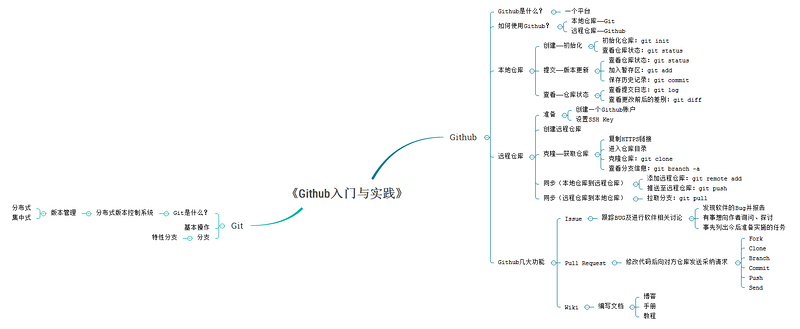 《Github入门与实践》
Github
Github是什么？
一个平台
如何使用Github？
本地仓库——Git
远程仓库——Github
本地仓库
创建——初始化
初始化仓库：git init
查看仓库状态：git status
提交——版本更新
查看仓库状态：git status
加入暂存区：git add
保存历史记录：git commit
查看——仓库状态
查看提交日志：git log
查看更改前后的差别：git diff
远程仓库
准备
创建一个Github账户
设置SSH Key
创建远程仓库
克隆——获取仓库
复制HTTPS链接
进入仓库目录
克隆仓库：git clone
查看分支信息：git branch -a
同步（本地仓库到远程仓库）
添加远程仓库：git remote add
推送至远程仓库：git push
同步（远程仓库到本地仓库）
拉取分支：git pull
Github几大功能
Issue
跟踪BUG及进行软件相关讨论
发现软件的Bug并报告
有事想向作者询问、探讨
事先列出今后准备实施的任务
Pull Request
修改代码后向对方仓库发送采纳请求
Fork
Clone
Branch
Commit
Push
Send
Wiki
编写文档
博客
手册
教程
Git
Git是什么？
分布式版本控制系统
版本管理
分布式
集中式
基本操作
分支
特性分支